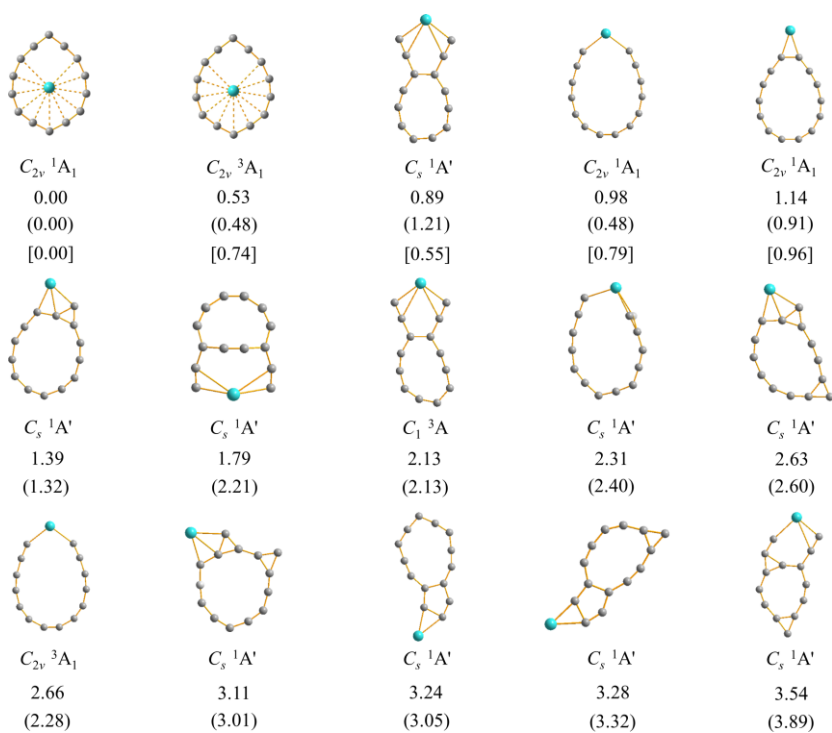 C2v ¹A₁ C2v ³A₁ Cs ¹A' C2v ¹A₁ C2v ¹A₁
0.00 0.53 0.89 0.98 1.14
(0.00) (0.48) (1.21) (0.48) (0.91)
[0.00] [0.74] [0.55] [0.79] [0.96]
Cs ¹A' Cs ¹A' C₁ ³A Cs ¹A' Cs ¹A'
1.39 1.79 2.13 2.31 2.63
(1.32) (2.21) (2.13) (2.40) (2.60)
C2v ³A₁ Cs ¹A' Cs ¹A' Cs ¹A' Cs ¹A'
2.66 3.11 3.24 3.28 3.54
(2.28) (3.01) (3.05) (3.32) (3.89)